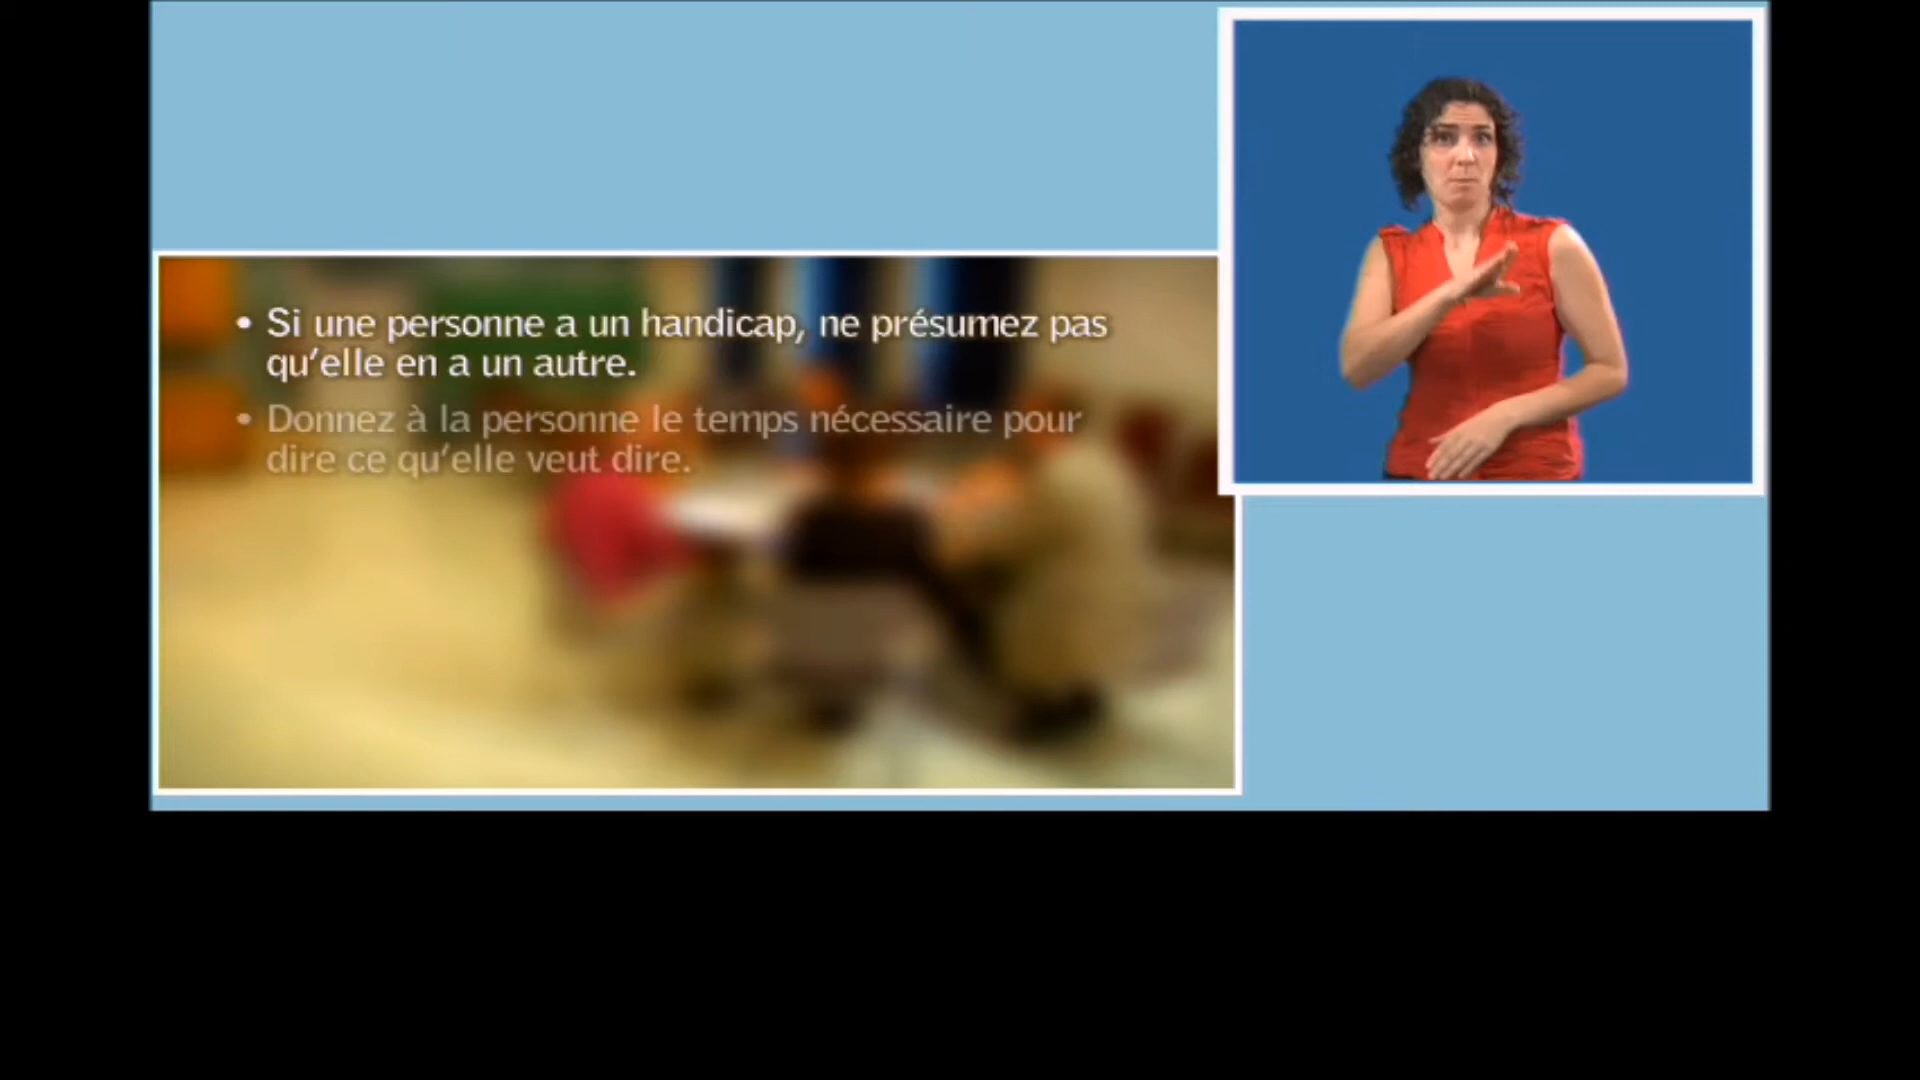 • Si une personne a un handicap, ne présumez pas
qu’elle en a un autre.
• Donnez à la personne le temps nécessaire pour
dire ce qu’elle veut dire.